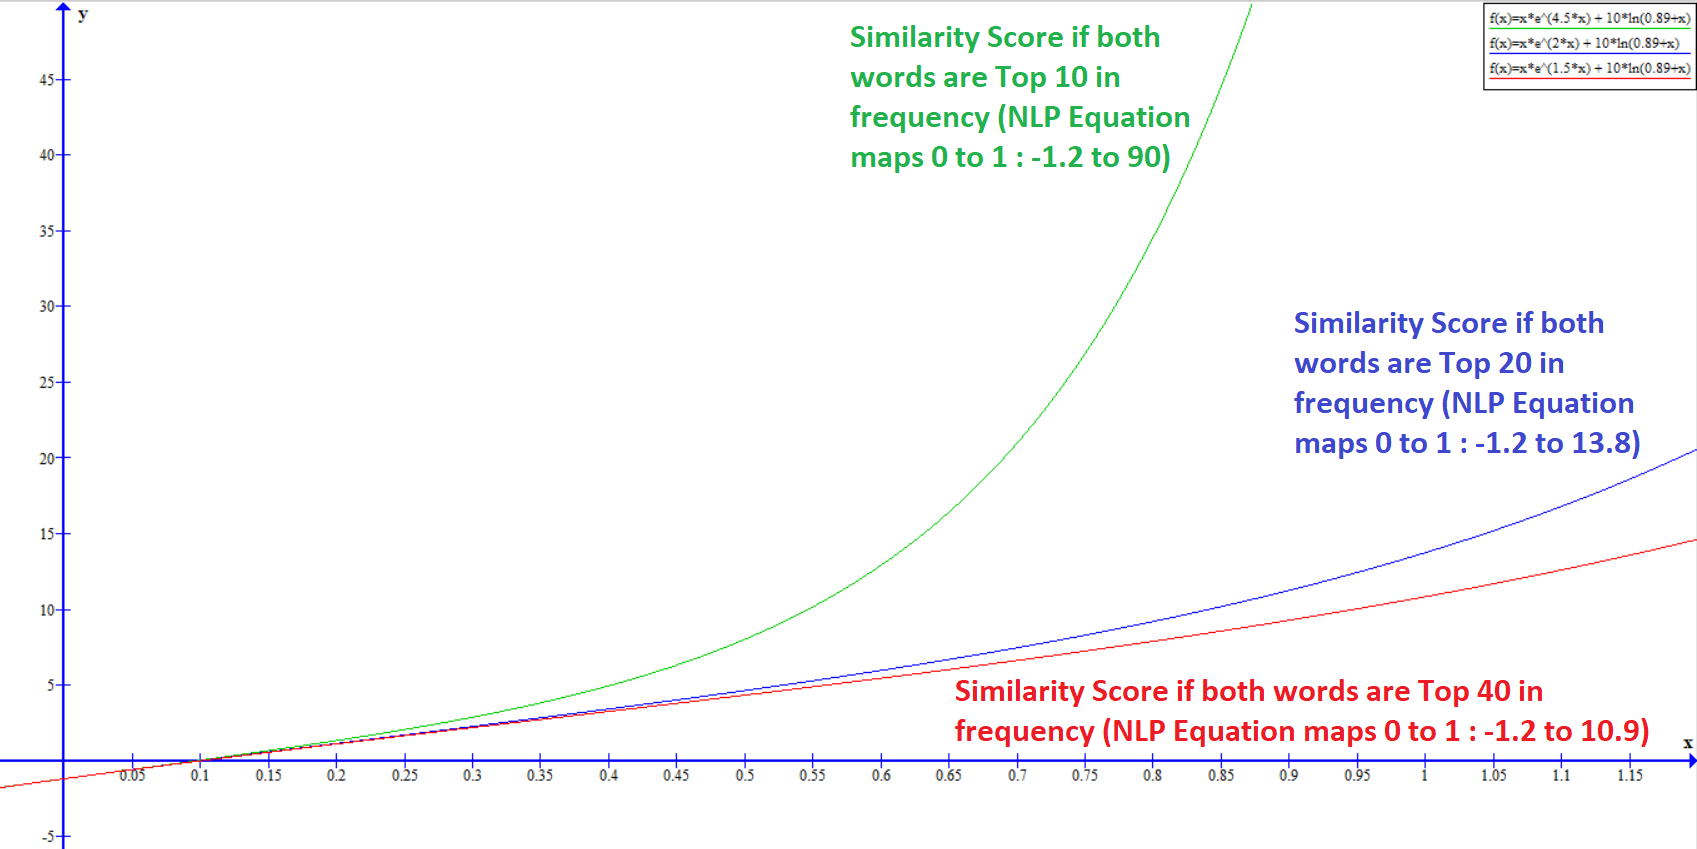 y
f(x)=x*e^(4.5*x) + 10*ln(0.89+x)
f(x)=x*e^(2*x) + 10*ln(0.89+x)
f(x)=x*e^(1.5*x) + 10*ln(0.89+x)
Similarity Score if both
words are Top 10 in
frequency (NLP Equation
maps 0 to 1 : -1.2 to 90)
Similarity Score if both
words are Top 20 in
frequency (NLP Equation
maps 0 to 1 : -1.2 to 13.8)
Similarity Score if both words are Top 40 in
frequency (NLP Equation maps 0 to 1 : -1.2 to 10.9)
45
40
35
30
25
20
15
10
5
-5
x
0.05 0.1 0.15 0.2 0.25 0.3 0.35 0.4 0.45 0.5 0.55 0.6 0.65 0.7 0.75 0.8 0.85 0.9 0.95 1 1.05 1.1 1.15